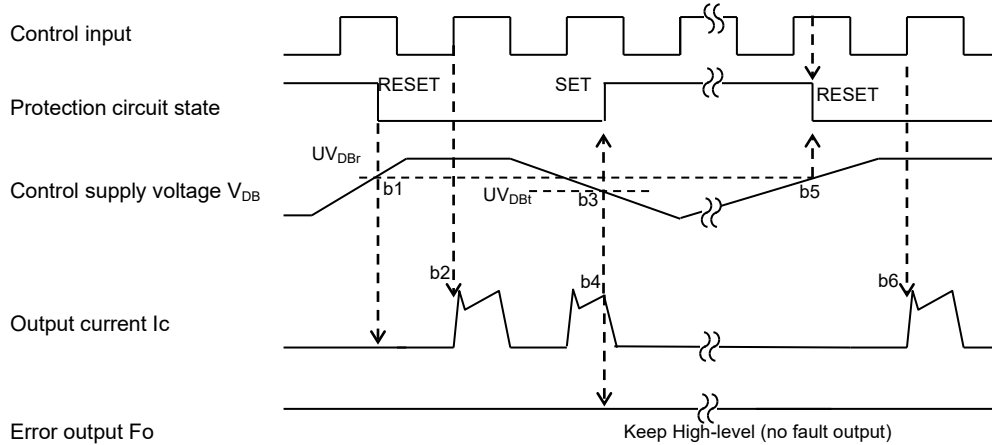 Control input
RESET
SET
RESET
Protection circuit state
UVDBr
b1
Control supply voltage VDB
UVDBt
b3
b5
b2
b4
b6
Output current Ic
Error output Fo
Keep High-level (no fault output)